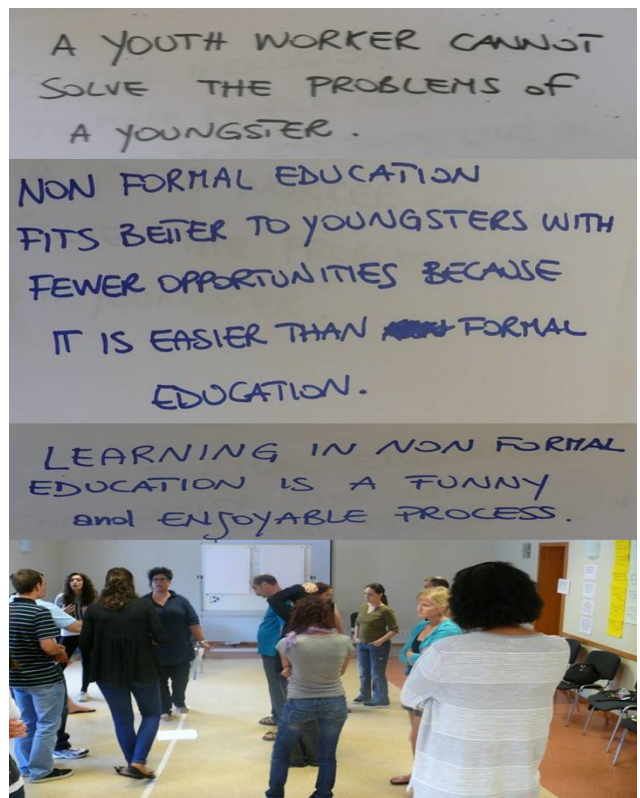 A YOUTH WORKER CANNOT
SOLVE THE PROBLEMS of
A YOUNGSTER.
NON FORMAL EDUCATION
FITS BETTER TO YOUNGSTERS WITH
FEWER OPPORTUNITIES BECAUSE
IT IS EASIER THAN FORMAL
EDUCATION.
LEARNING IN NON FORMAL
EDUCATION IS A FUNNY
and ENJOYABLE PROCESS.